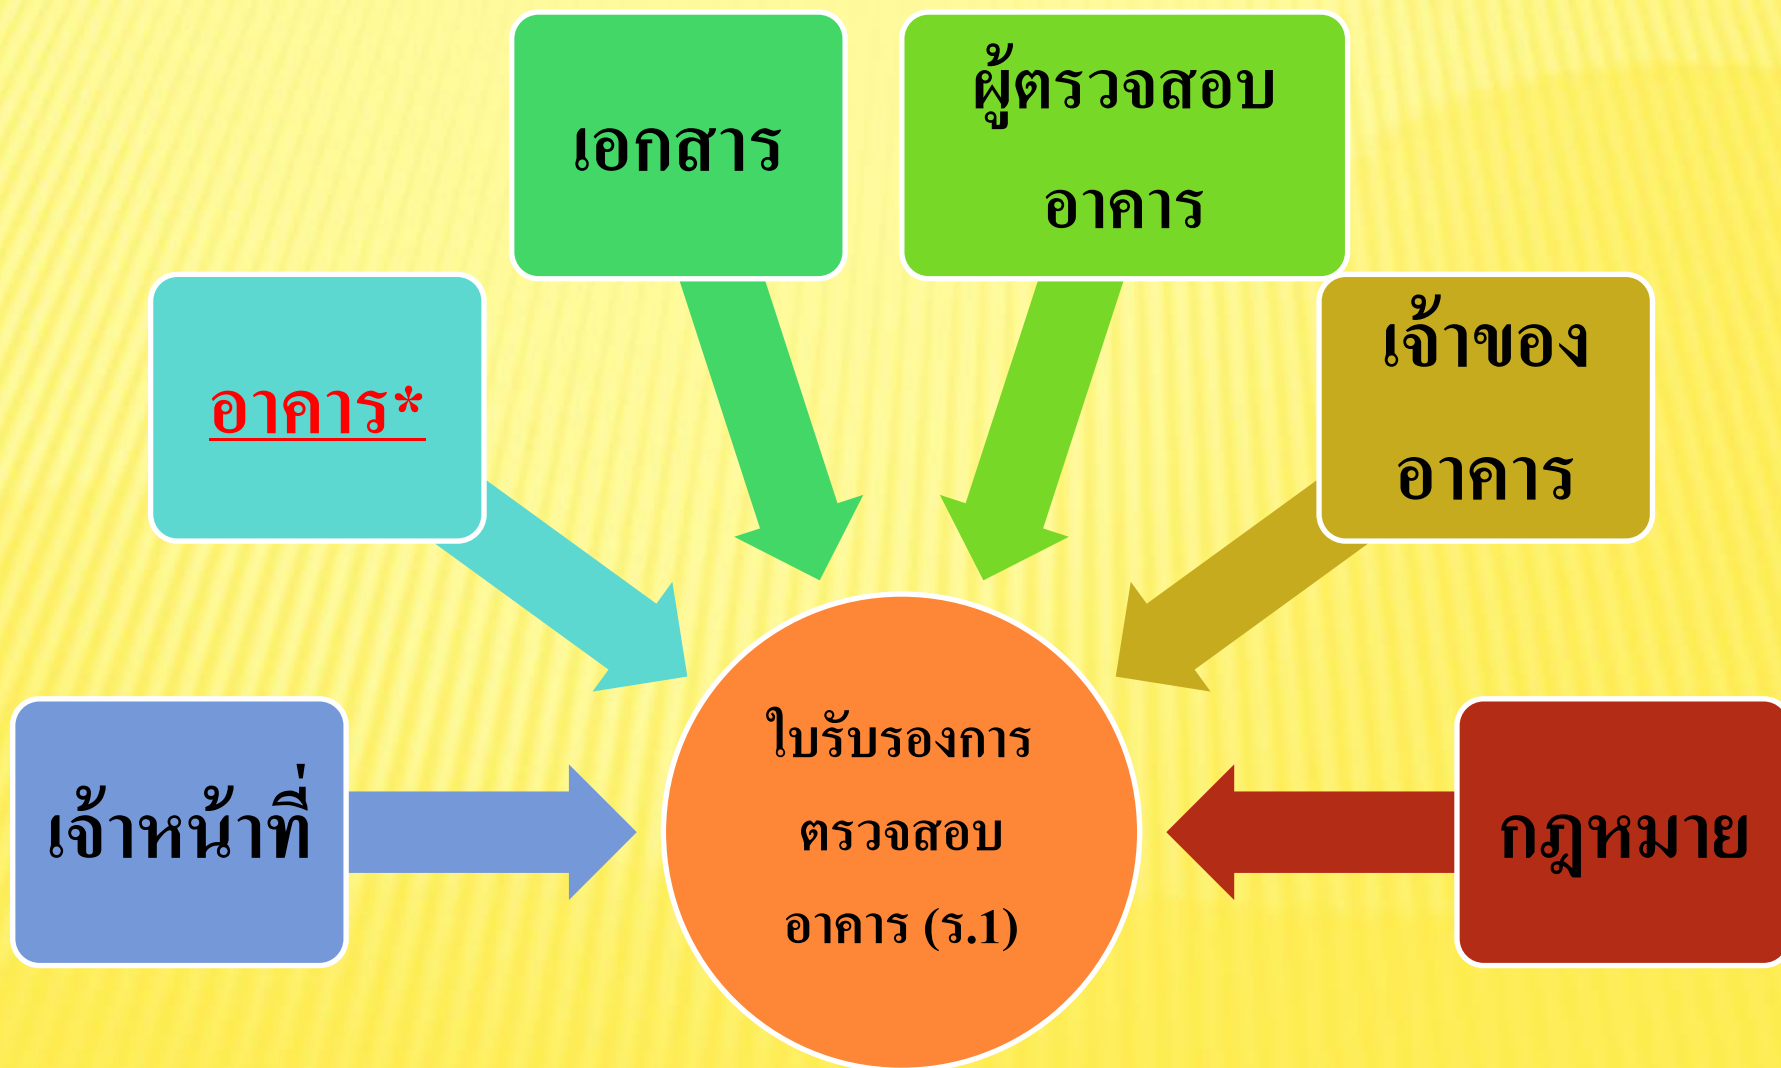 เอกสาร
ผู้ตรวจสอบ
อาคาร
อาคาร*
เจ้าของ
อาคาร
เจ้าหน้าที่
ใบรับรองการ
ตรวจสอบ
อาคาร (ร.1)
กฎหมาย